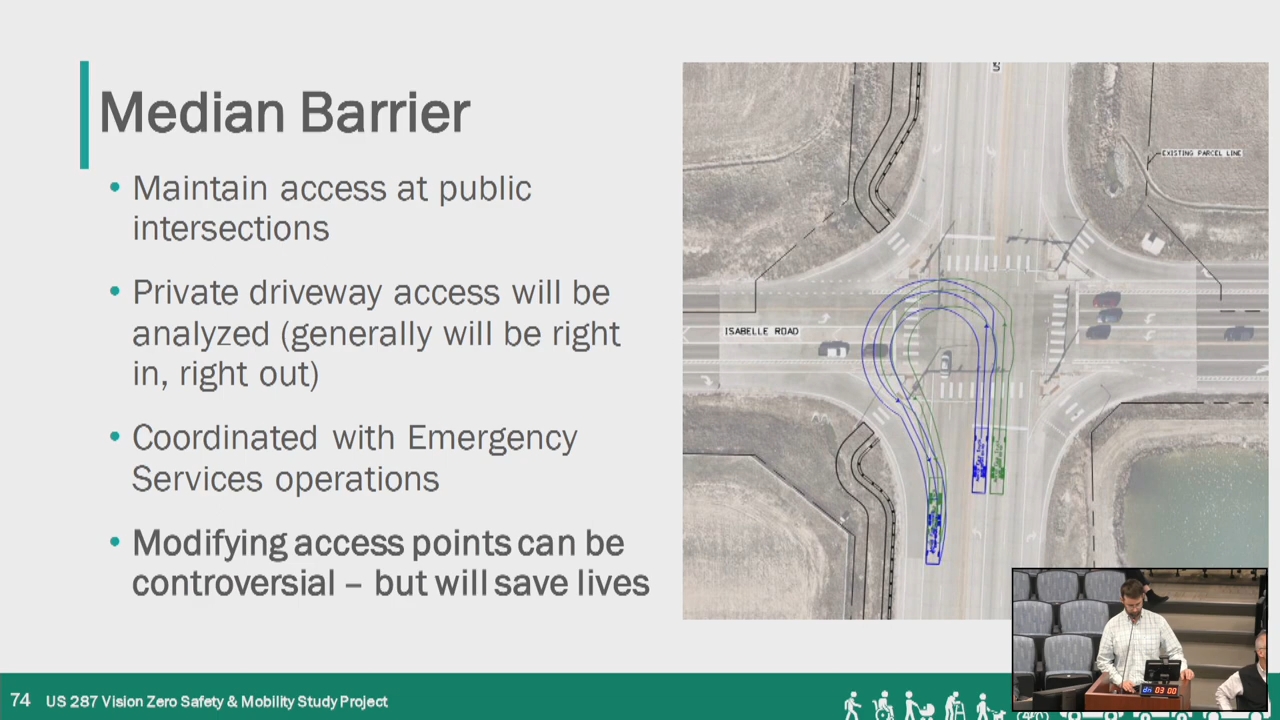 Median Barrier
• Maintain access at public
intersections
• Private driveway access will be
analyzed (generally will be right
in, right out)
• Coordinated with Emergency
Services operations
• Modifying access points can be
controversial – but will save lives
EXISTING PARCEL LINE
ISABELLE ROAD
03 00
74 US 287 Vision Zero Safety & Mobility Study Project